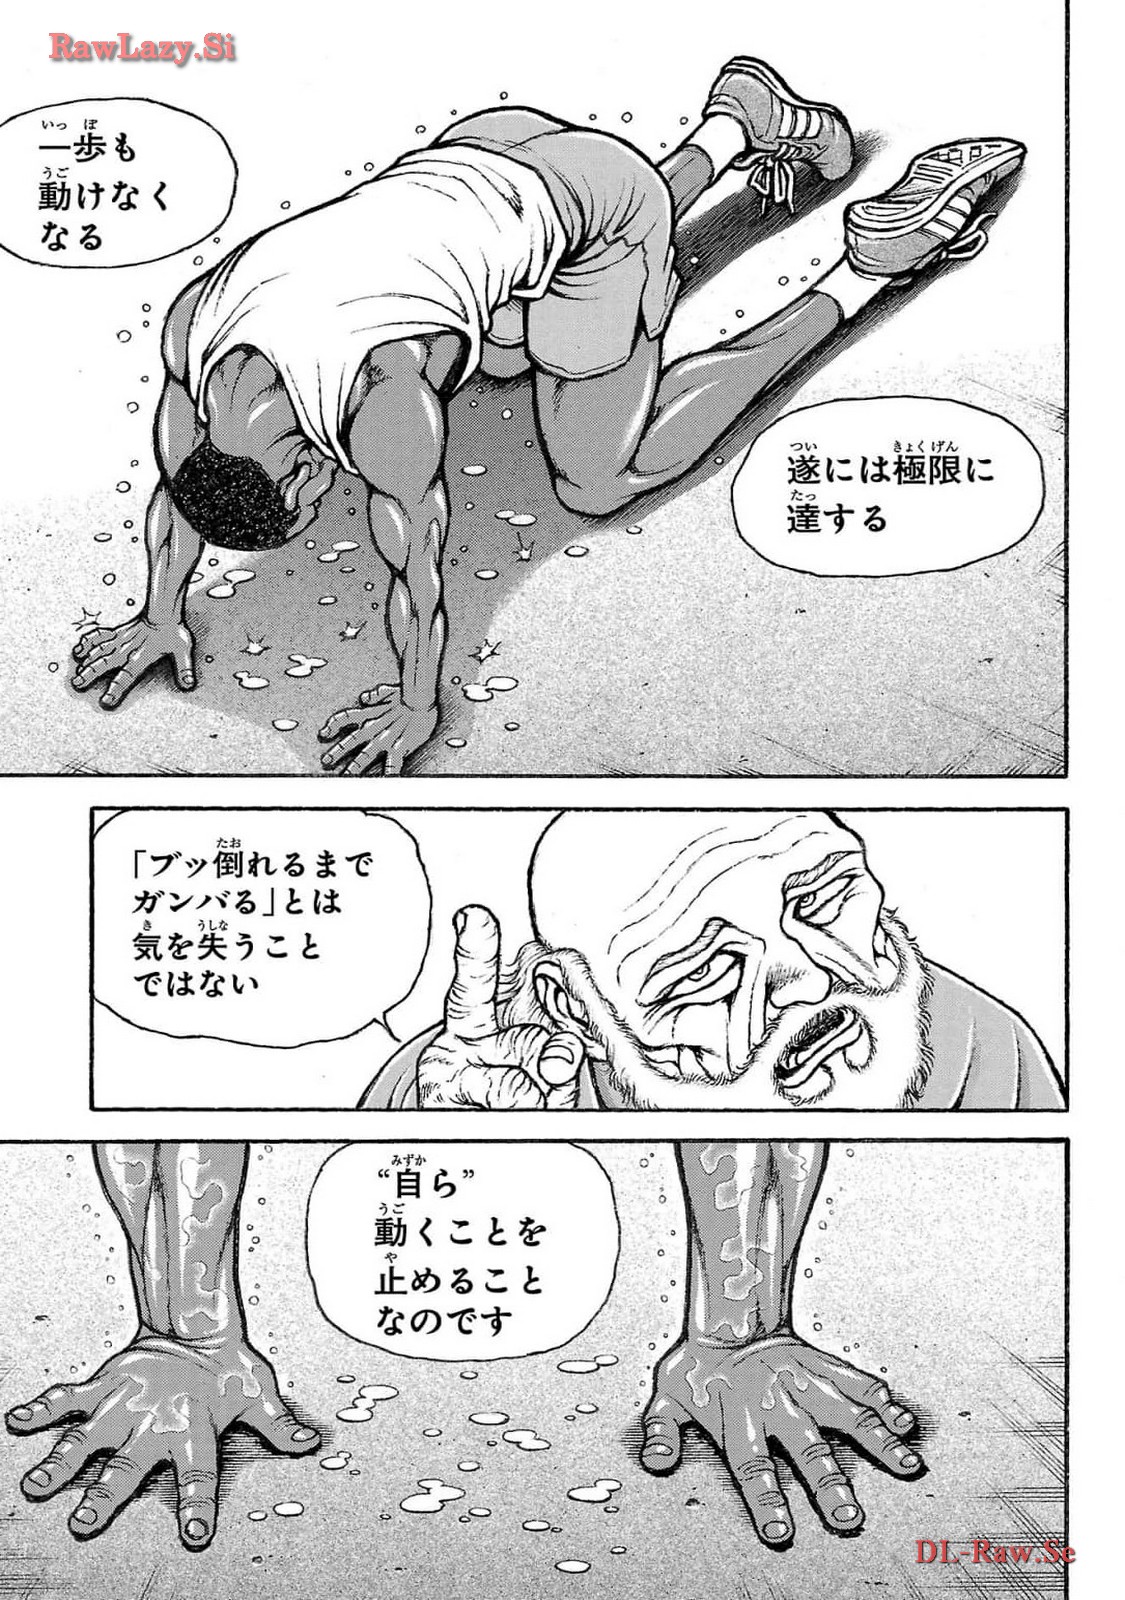 RawLazy.Si
遂には極限に
達する
一歩も
動けなく
なる
「ブッ倒れるまで
ガンバる」とは
気を失うこと
ではない
“自ら”
動くことを
止めること
なのです
DL-Raw.Se